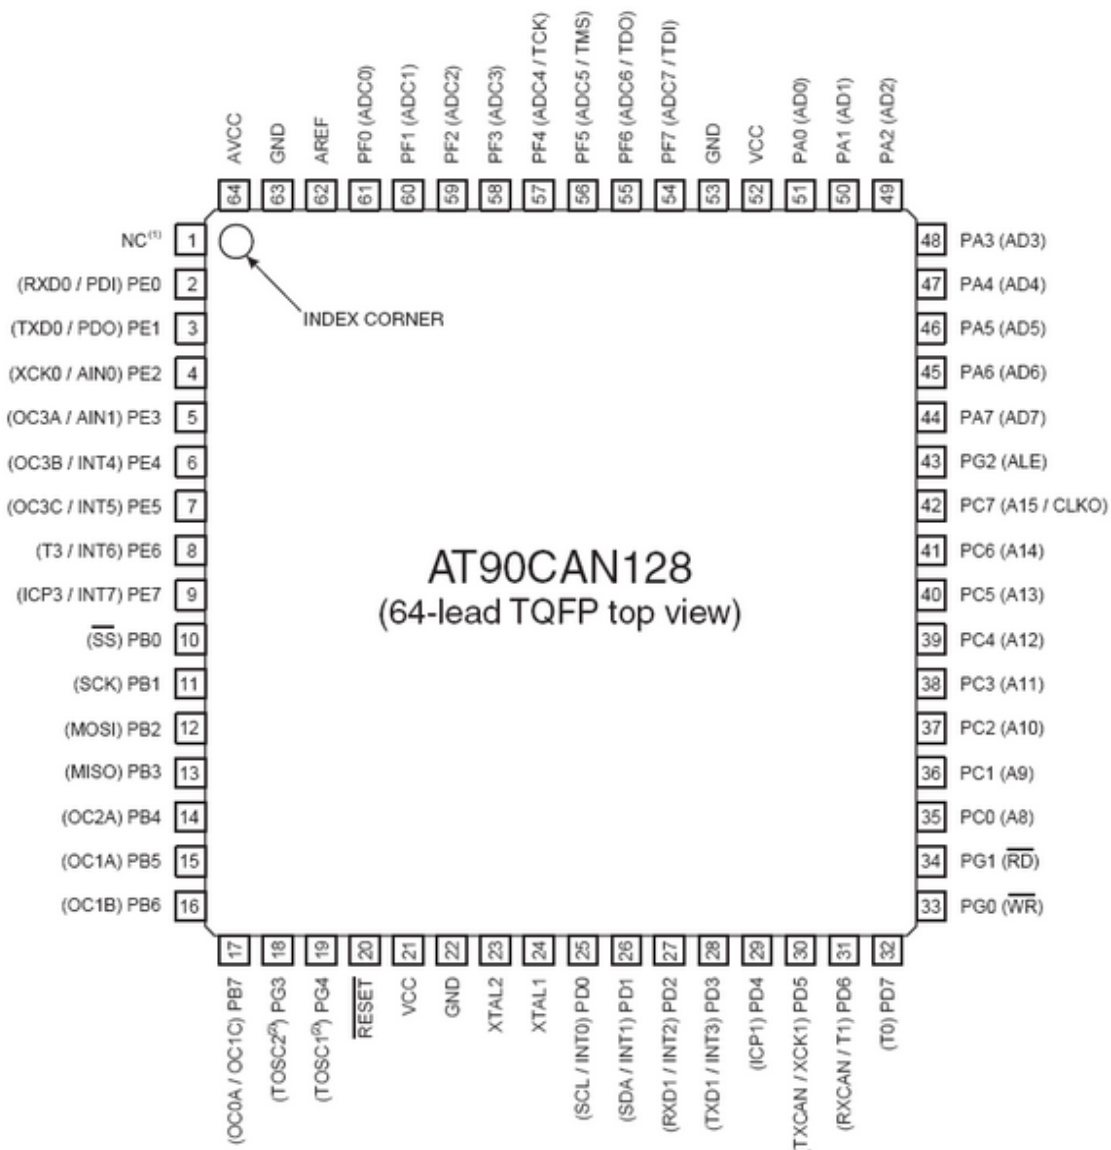 AVCC
GND
AREF
PF0 (ADC0)
PF1 (ADC1)
PF2 (ADC2)
PF3 (ADC3)
PF4 (ADC4 / TCK)
PF5 (ADC5 / TMS)
PF6 (ADC6 / TDO)
PF7 (ADC7 / TDI)
GND
VCC
PA0 (AD0)
PA1 (AD1)
PA2 (AD2)
64
63
62
61
60
59
58
57
56
55
54
53
52
51
50
49
NC(1) 1
(RXD0 / PDI) PE0 2
(TXD0 / PDO) PE1 3
(XCK0 / AIN0) PE2 4
(OC3A / AIN1) PE3 5
(OC3B / INT4) PE4 6
(OC3C / INT5) PE5 7
(T3 / INT6) PE6 8
(ICP3 / INT7) PE7 9
(SS) PB0 10
(SCK) PB1 11
(MOSI) PB2 12
(MISO) PB3 13
(OC2A) PB4 14
(OC1A) PB5 15
(OC1B) PB6 16
INDEX CORNER
AT90CAN128
(64-lead TQFP top view)
48 PA3 (AD3)
47 PA4 (AD4)
46 PA5 (AD5)
45 PA6 (AD6)
44 PA7 (AD7)
43 PG2 (ALE)
42 PC7 (A15 / CLKO)
41 PC6 (A14)
40 PC5 (A13)
39 PC4 (A12)
38 PC3 (A11)
37 PC2 (A10)
36 PC1 (A9)
35 PC0 (A8)
34 PG1 (RD)
33 PG0 (WR)
17
18
19
20
21
22
23
24
25
26
27
28
29
30
31
32
(OC0A / OC1C) PB7
(TOSC2(2)) PG3
(TOSC1(2)) PG4
RESET
VCC
GND
XTAL2
XTAL1
(SCL / INT0) PD0
(SDA / INT1) PD1
(RXD1 / INT2) PD2
(TXD1 / INT3) PD3
(ICP1) PD4
(TXCAN / XCK1) PD5
(RXCAN / T1) PD6
(T0) PD7